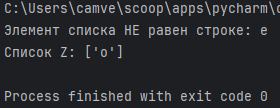 C:\Users\camve\scoop\apps\pycharm\
Элемент списка НЕ равен строке: e
Список Z: ['o']
Process finished with exit code 0